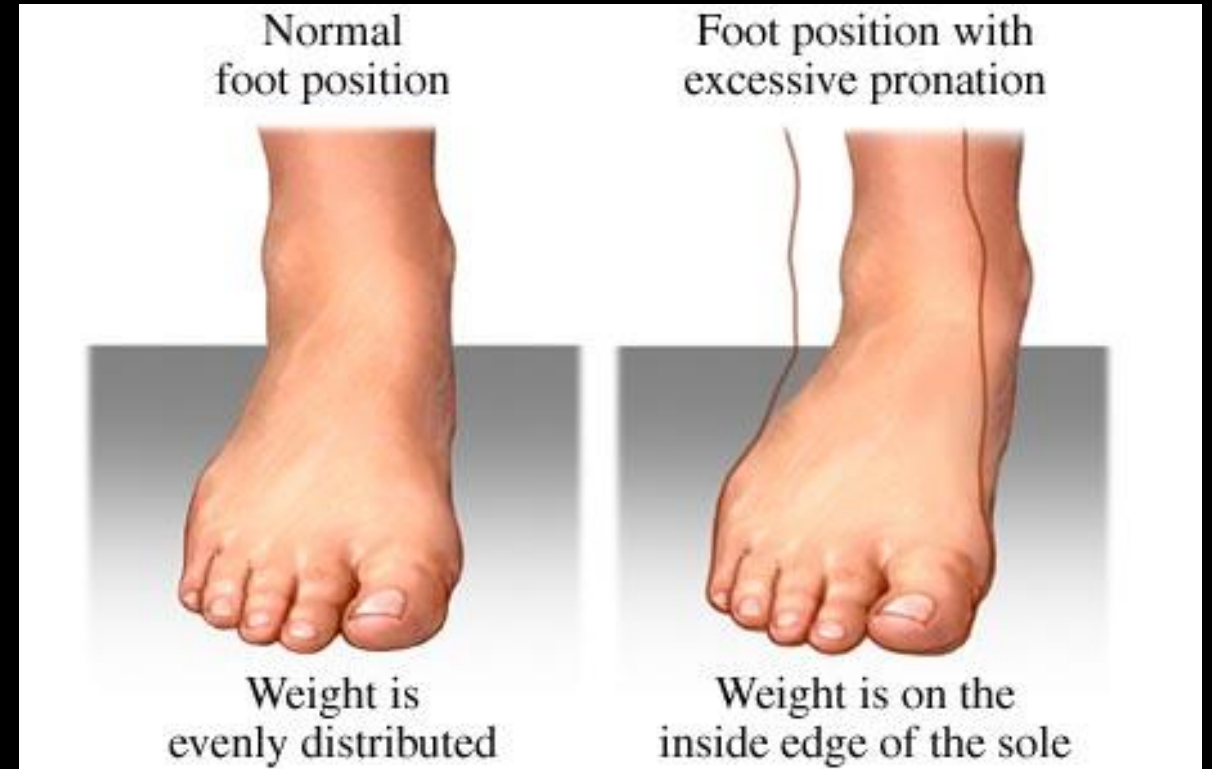 Normal
foot position
Weight is
evenly distributed
Foot position with
excessive pronation
Weight is on the
inside edge of the sole